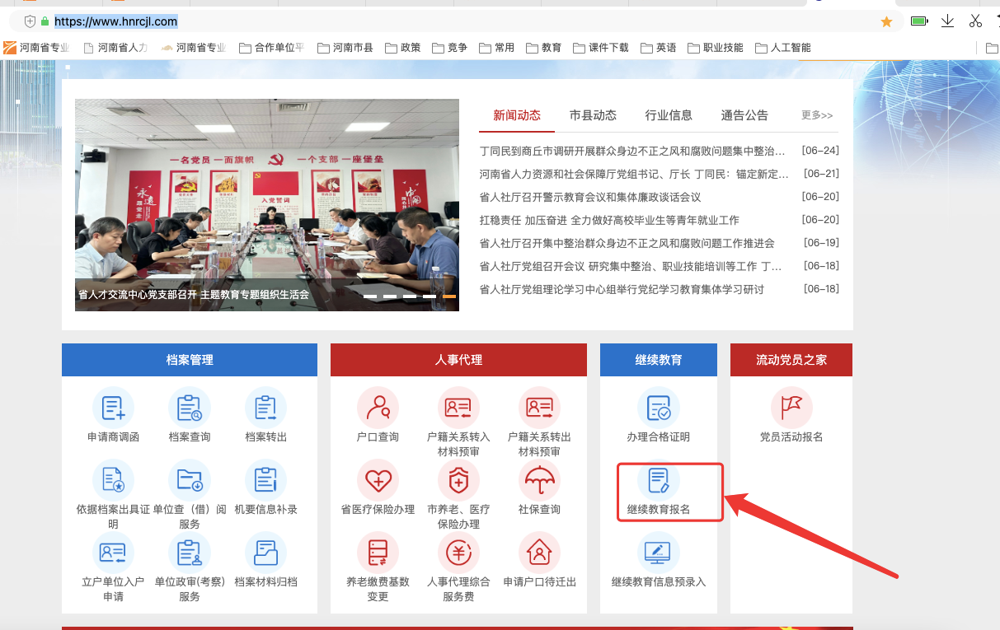 https://www.hnrcjl.com
河南省专业
河南省人力
河南省专业
合作单位平
河南市县
政策
竞争
常用
教育
课件下载
英语
职业技能
人工智能
一名党员 一面旗帜 一个支部 一座堡垒
入党誓词
省人才交流中心党支部召开 主题教育专题组织生活会
新闻动态 市县动态 行业信息 通告公告 更多>>
丁同民到商丘市调研开展群众身边不正之风和腐败问题集中整治... [06-24]
河南省人力资源和社会保障厅党组书记、厅长 丁同民：锚定新定... [06-21]
省人社厅召开警示教育会议和集体廉政谈话会议 [06-20]
扛稳责任 加压奋进 全力做好高校毕业生等青年就业工作 [06-20]
省人社厅召开集中整治群众身边不正之风和腐败问题工作推进会 [06-19]
省人社厅党组召开会议 研究集中整治、职业技能培训等工作 丁... [06-18]
省人社厅党组理论学习中心组举行党纪学习教育集体学习研讨 [06-18]
档案管理
申请商调函
档案查询
档案转出
依据档案出具证
明
单位查（借）阅
服务
机要信息补录
立户单位入户
申请
单位政审(考察)
服务
档案材料归档
人事代理
户口查询
户籍关系转入
材料预审
户籍关系转出
材料预审
省医疗保险办理
市养老、医疗
保险办理
社保查询
养老缴费基数
变更
人事代理综合
服务费
申请户口待迁出
继续教育
办理合格证明
继续教育报名
继续教育信息预录入
流动党员之家
党员活动报名